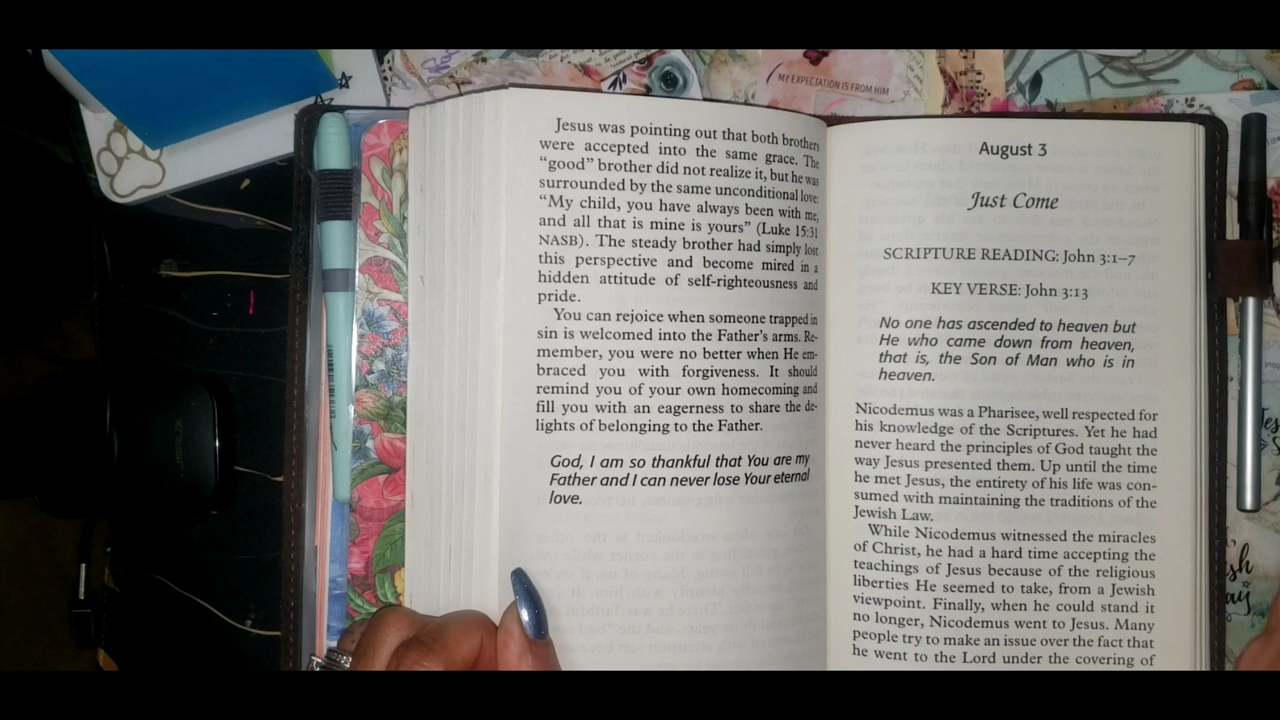 MY EXPECTATION IS FROM HIM
Jesus was pointing out that both brothers
were accepted into the same grace. The
“good” brother did not realize it, but he was
surrounded by the same unconditional love:
“My child, you have always been with me,
and all that is mine is yours” (Luke 15:31
NASB). The steady brother had simply lost
this perspective and become mired in a
hidden attitude of self-righteousness and
pride.
You can rejoice when someone trapped in
sin is welcomed into the Father’s arms. Re-
member, you were no better when He em-
braced you with forgiveness. It should
remind you of your own homecoming and
fill you with an eagerness to share the de-
lights of belonging to the Father.
God, I am so thankful that You are my
Father and I can never lose Your eternal
love.
August 3
Just Come
SCRIPTURE READING: John 3:1–7
KEY VERSE: John 3:13
No one has ascended to heaven but
He who came down from heaven,
that is, the Son of Man who is in
heaven.
Nicodemus was a Pharisee, well respected for
his knowledge of the Scriptures. Yet he had
never heard the principles of God taught the
way Jesus presented them. Up until the time
he met Jesus, the entirety of his life was con-
sumed with maintaining the traditions of the
Jewish Law.
While Nicodemus witnessed the miracles
of Christ, he had a hard time accepting the
teachings of Jesus because of the religious
liberties He seemed to take, from a Jewish
viewpoint. Finally, when he could stand it
no longer, Nicodemus went to Jesus. Many
people try to make an issue over the fact that
he went to the Lord under the covering of